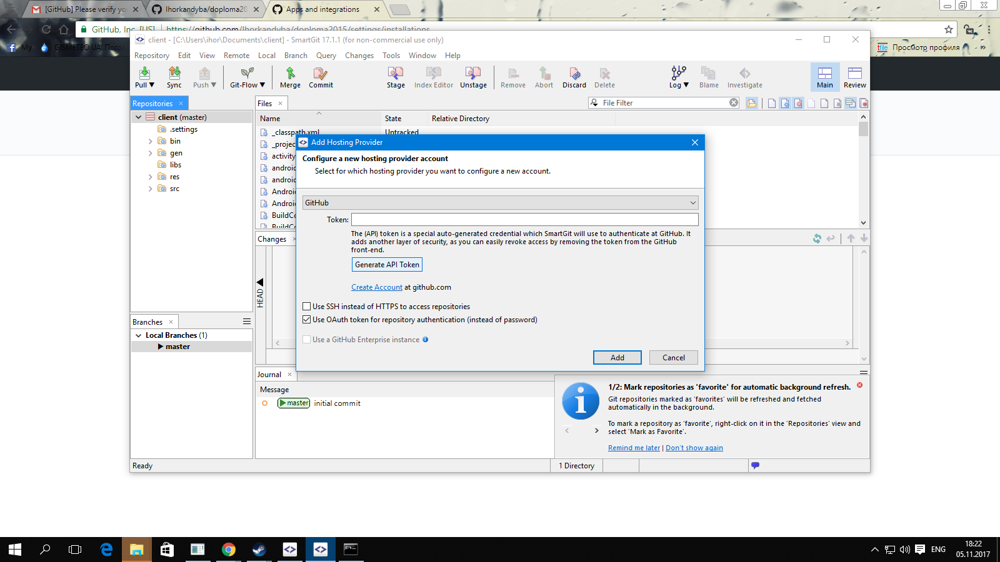 [GitHub] Please verify yo
Ihorkandyba/doploma20
Apps and integrations
GitHub, Inc. [US]
https://github.com/Ihorkandyba/doploma2015/settings/installations
My
GISMETEO.UA: Пого
Просмотр профиля
client - [C:\Users\ihor\Documents\client] - SmartGit 17.1.1 (for non-commercial use only)
Repository Edit View Remote Local Branch Query Changes Tools Window Help
Pull Sync Push Git-Flow Merge Commit Stage Index Editor Unstage Remove Abort Discard Delete Log Blame Investigate Main Review
Repositories
client (master)
.settings
bin
gen
libs
res
src
Files
File Filter
Name State Relative Directory
_classpath.xml Untracked
_projec
activity
android
android
Androi
Androi
BuildCo
BuildCo
Add Hosting Provider
Configure a new hosting provider account
Select for which hosting provider you want to configure a new account.
GitHub
Token:
The (API) token is a special auto-generated credential which SmartGit will use to authenticate at GitHub. It
adds another layer of security, as you can easily revoke access by removing the token from the GitHub
front-end.
Generate API Token
Create Account at github.com
Use SSH instead of HTTPS to access repositories
Use OAuth token for repository authentication (instead of password)
Use a GitHub Enterprise instance
Add Cancel
Changes
HEAD
Branches
Local Branches (1)
master
Journal
Message
master initial commit
1/2: Mark repositories as 'favorite' for automatic background refresh.
Git repositories marked as 'favorites' will be refreshed and fetched
automatically in the background.
To mark a repository as 'favorite', right-click on it in the 'Repositories' view and
select 'Mark as Favorite'.
Remind me later | Don't show again
Ready
1 Directory
ENG
18:22
05.11.2017